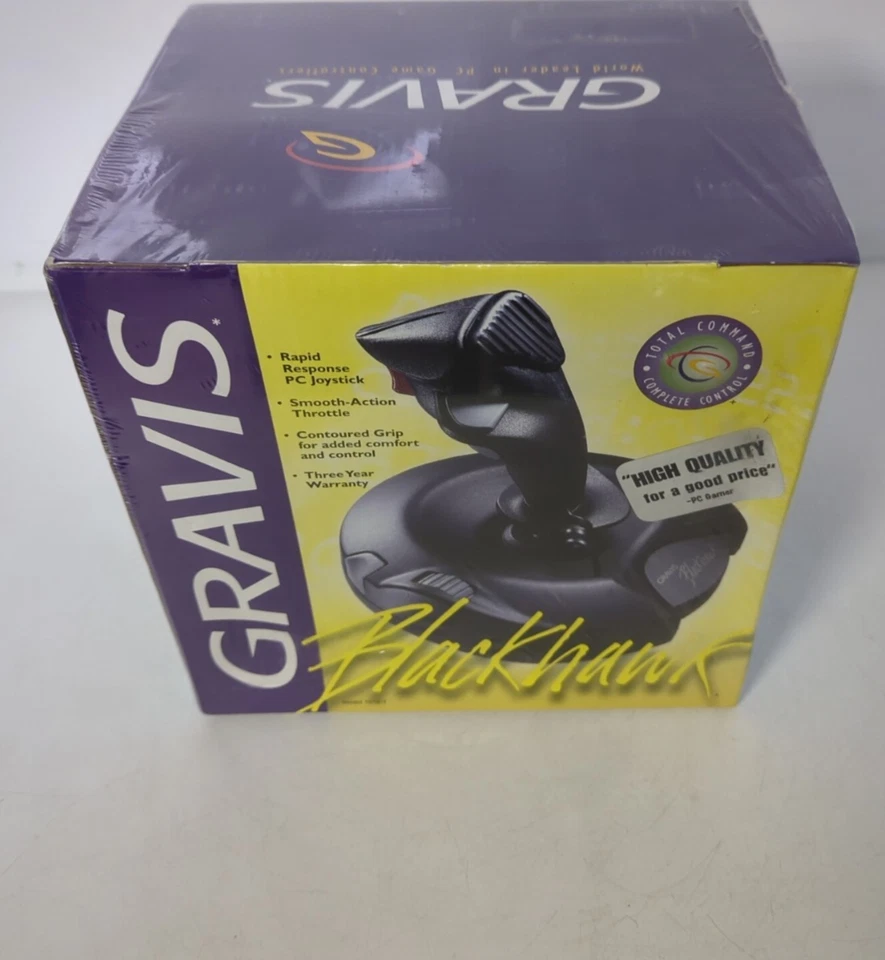 World Leader in PC Game Controllers
GRAVIS
G
GRAVIS*
• Rapid
Response
PC Joystick
• Smooth-Action
Throttle
• Contoured Grip
for added comfort
and control
• Three Year
Warranty
TOTAL COMMAND
COMPLETE CONTROL
G
"HIGH QUALITY
for a good price"
-PC Gamer
Blackhawk